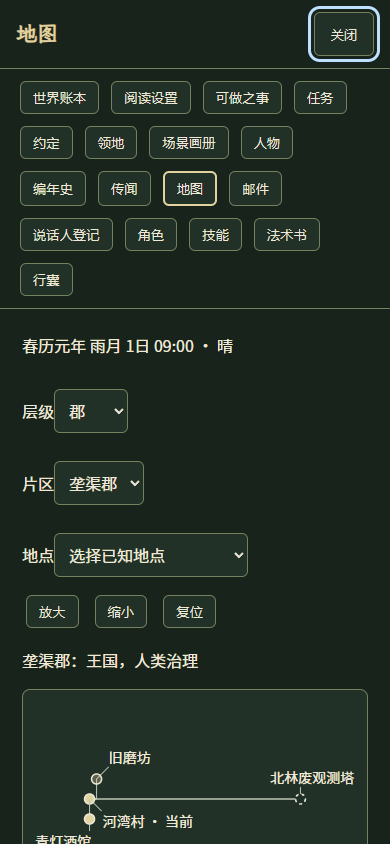 地图 关闭
世界账本 阅读设置 可做之事 任务
约定 领地 场景画册 人物
编年史 传闻 地图 邮件
说话人登记 角色 技能 法术书
行囊
春历元年 雨月 1日 09:00 · 晴
层级 郡
片区 垄渠郡
地点 选择已知地点
放大 缩小 复位
垄渠郡：王国，人类治理
旧磨坊
北林废观测塔
河湾村 · 当前
青灯酒馆